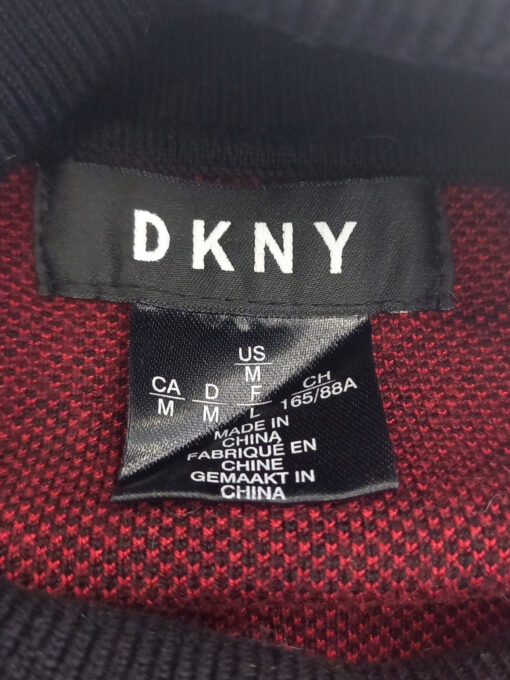 DKNY
US
M
CA
M
D
M
F
L
CH
165/88A
MADE IN
CHINA
FABRIQUÉ EN
CHINE
GEMAAKT IN
CHINA